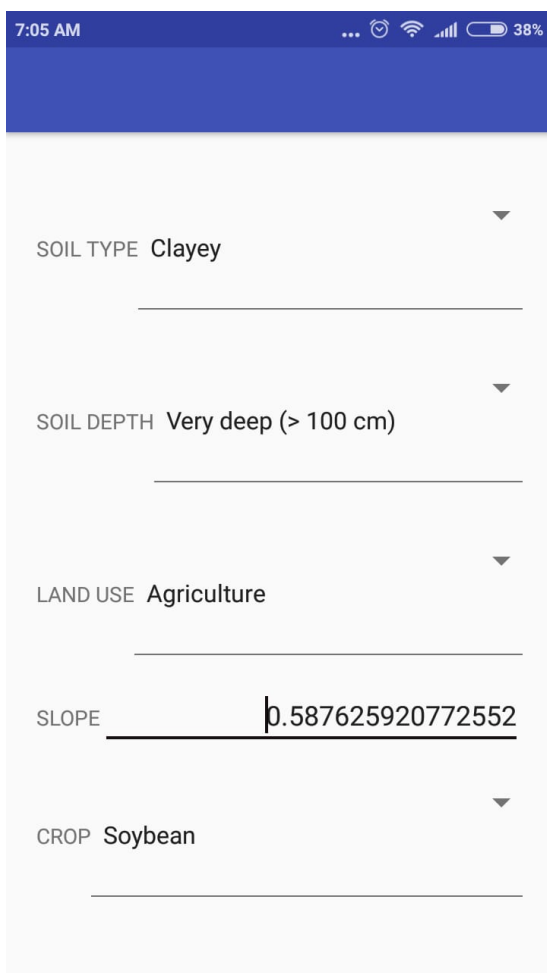 7:05 AM ... 38%
SOIL TYPE Clayey
SOIL DEPTH Very deep (> 100 cm)
LAND USE Agriculture
SLOPE 0.587625920772552
CROP Soybean